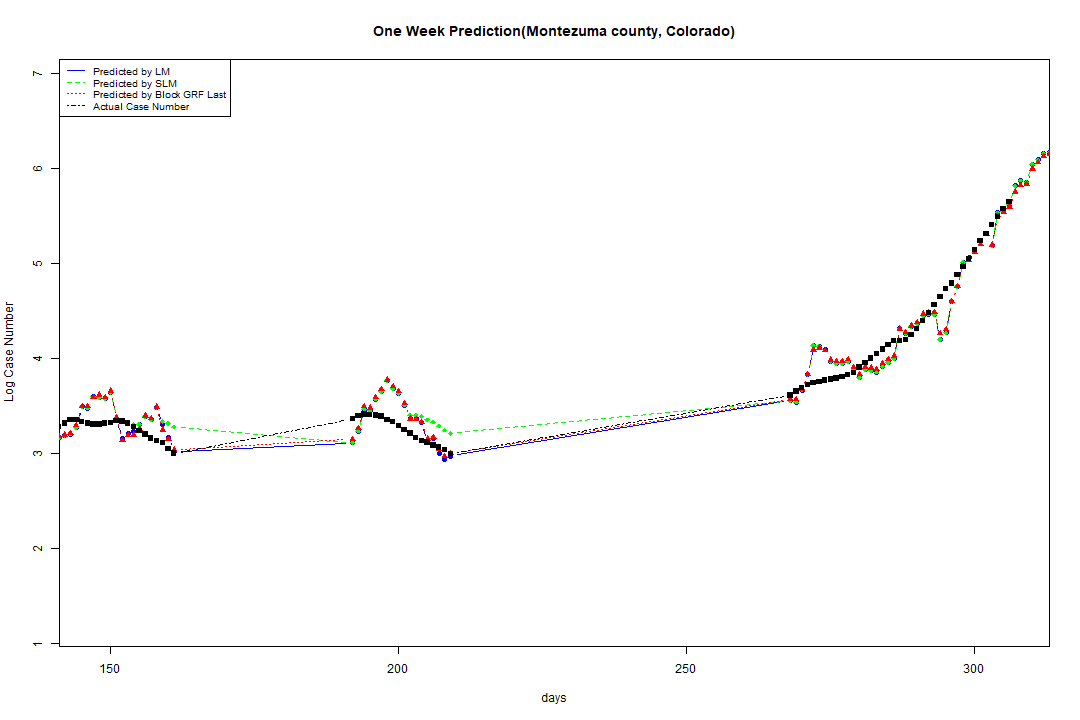 One Week Prediction(Montezuma county, Colorado)
Predicted by LM
Predicted by SLM
Predicted by Block GRF Last
Actual Case Number
7
6
5
4
3
2
1
Log Case Number
150 200 250 300
days